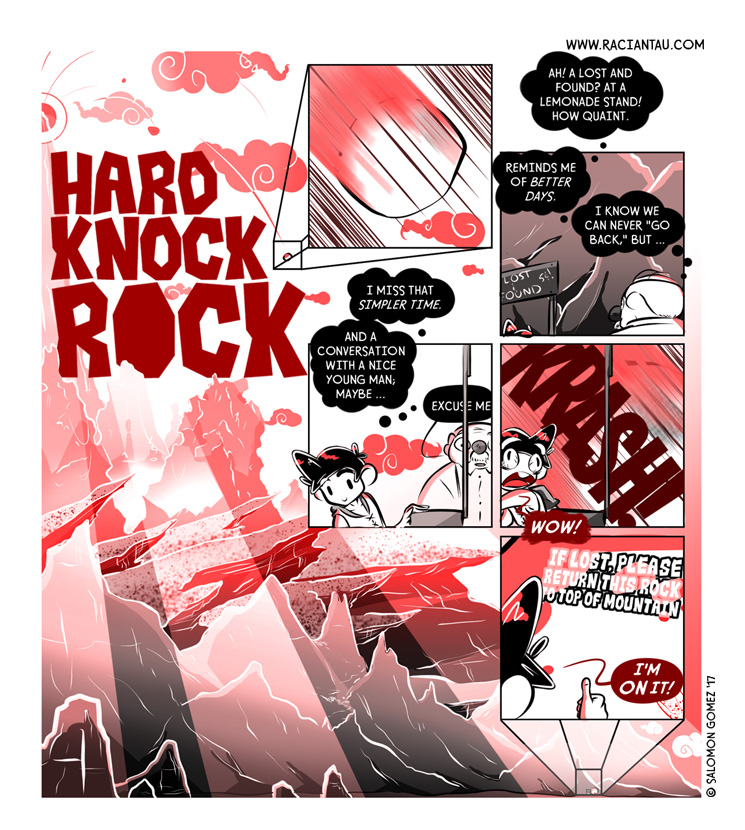 WWW.RACIANTAU.COM
HARD
KNOCK
ROCK
AH! A LOST AND
FOUND? AT A
LEMONADE STAND!
HOW QUAINT.
REMINDS ME
OF BETTER
DAYS.
I KNOW WE
CAN NEVER "GO
BACK," BUT ...
LOST
FOUND
I MISS THAT
SIMPLER TIME.
AND A
CONVERSATION
WITH A NICE
YOUNG MAN;
MAYBE ...
EXCUSE ME
KRASH!
WOW!
IF LOST, PLEASE
RETURN THIS ROCK
TO TOP OF MOUNTAIN
I'M
ON IT!
© SALOMON GOMEZ '17